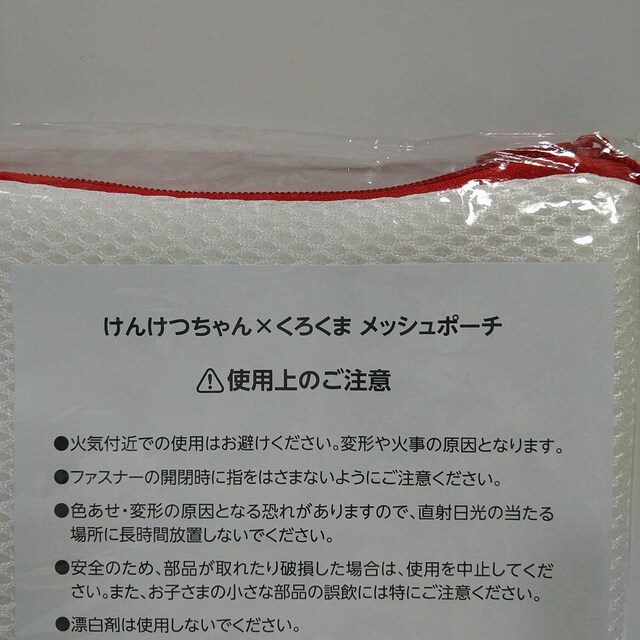 けんけつちゃん×くろくま メッシュポーチ
⚠使用上のご注意
●火気付近での使用はお避けください。変形や火事の原因となります。
●ファスナーの開閉時に指をはさまないようにご注意ください。
●色あせ・変形の原因となる恐れがありますので、直射日光の当たる
場所に長時間放置しないでください。
●安全のため、部品が取れたり破損した場合は、使用を中止してくだ
さい。また、お子さまの小さな部品の誤飲には特にご注意ください。
●漂白剤は使用しないでください。